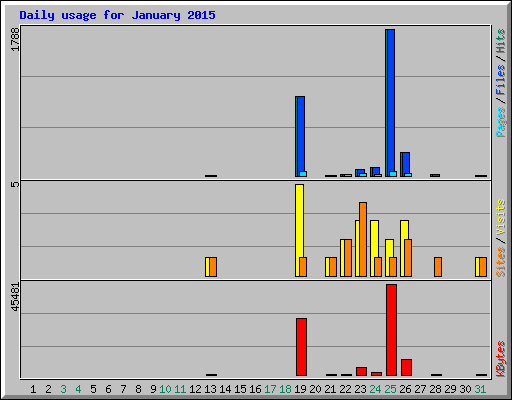 Daily usage for January 2015
1788
5
45481
Pages/Files/Hits
Sites/Visits
KBytes
1 2 3 4 5 6 7 8 9 10 11 12 13 14 15 16 17 18 19 20 21 22 23 24 25 26 27 28 29 30 31